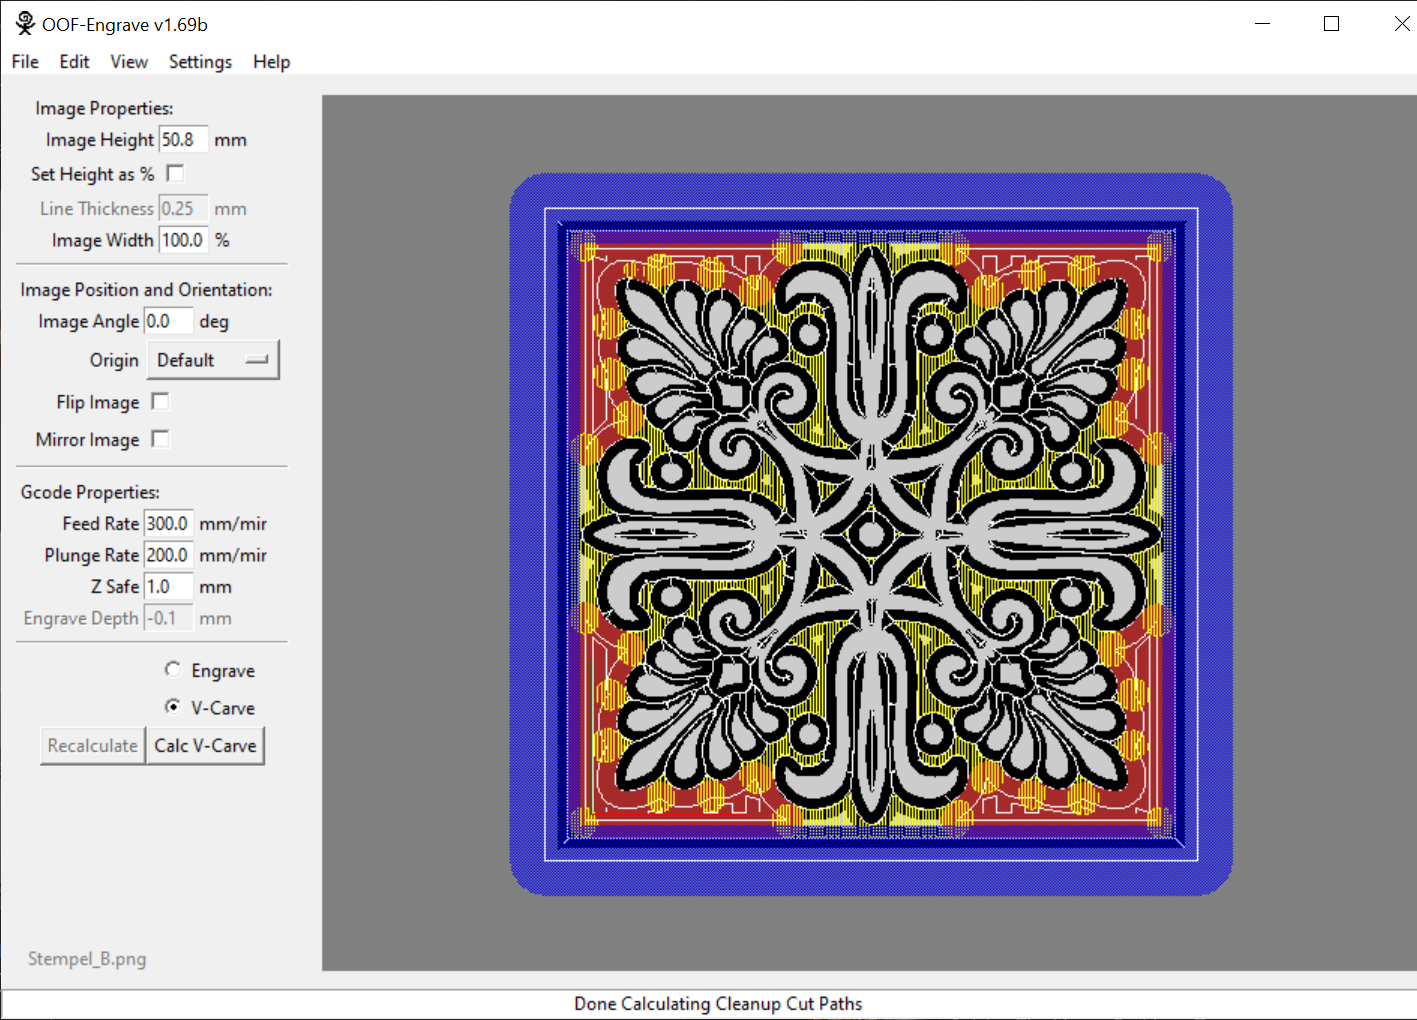 OOF-Engrave v1.69b
File Edit View Settings Help
Image Properties:
Image Height 50.8 mm
Set Height as %
Line Thickness 0.25 mm
Image Width 100.0 %
Image Position and Orientation:
Image Angle 0.0 deg
Origin Default
Flip Image
Mirror Image
Gcode Properties:
Feed Rate 300.0 mm/mir
Plunge Rate 200.0 mm/mir
Z Safe 1.0 mm
Engrave Depth -0.1 mm
Engrave
V-Carve
Recalculate Calc V-Carve
Stempel_B.png
Done Calculating Cleanup Cut Paths